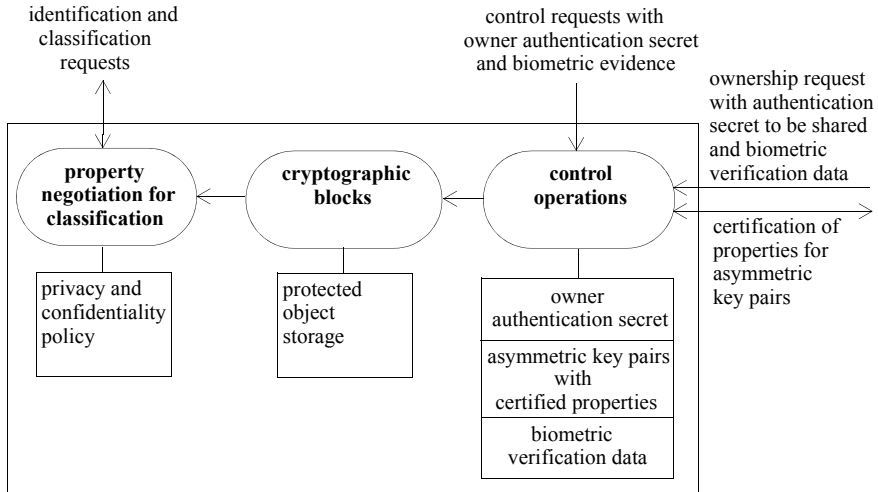 identification and
classification
requests
control requests with
owner authentication secret
and biometric evidence
ownership request
with authentication
secret to be shared
and biometric
verification data
property
negotiation for
classification
cryptographic
blocks
control
operations
certification of
properties for
asymmetric
key pairs
privacy and
confidentiality
policy
protected
object
storage
owner
authentication secret
asymmetric key pairs
with
certified properties
biometric
verification data